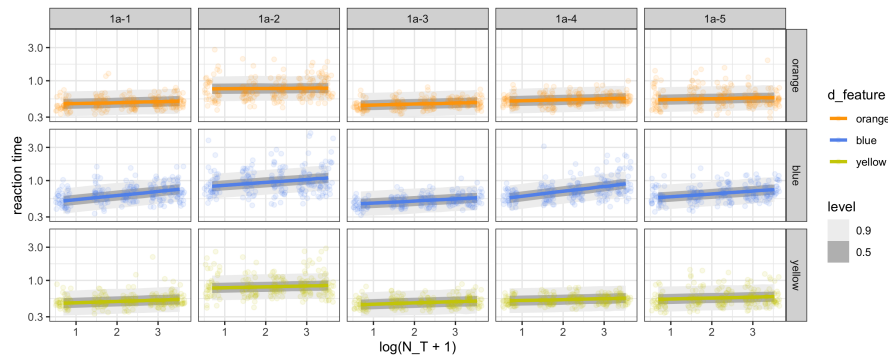 1a-1 1a-2 1a-3 1a-4 1a-5
3.0
1.0
0.3
orange
3.0
1.0
0.3
blue
3.0
1.0
0.3
yellow
1 2 3 1 2 3 1 2 3 1 2 3 1 2 3
log(N_T + 1)
reaction time
d_feature
orange
blue
yellow
level
0.9
0.5